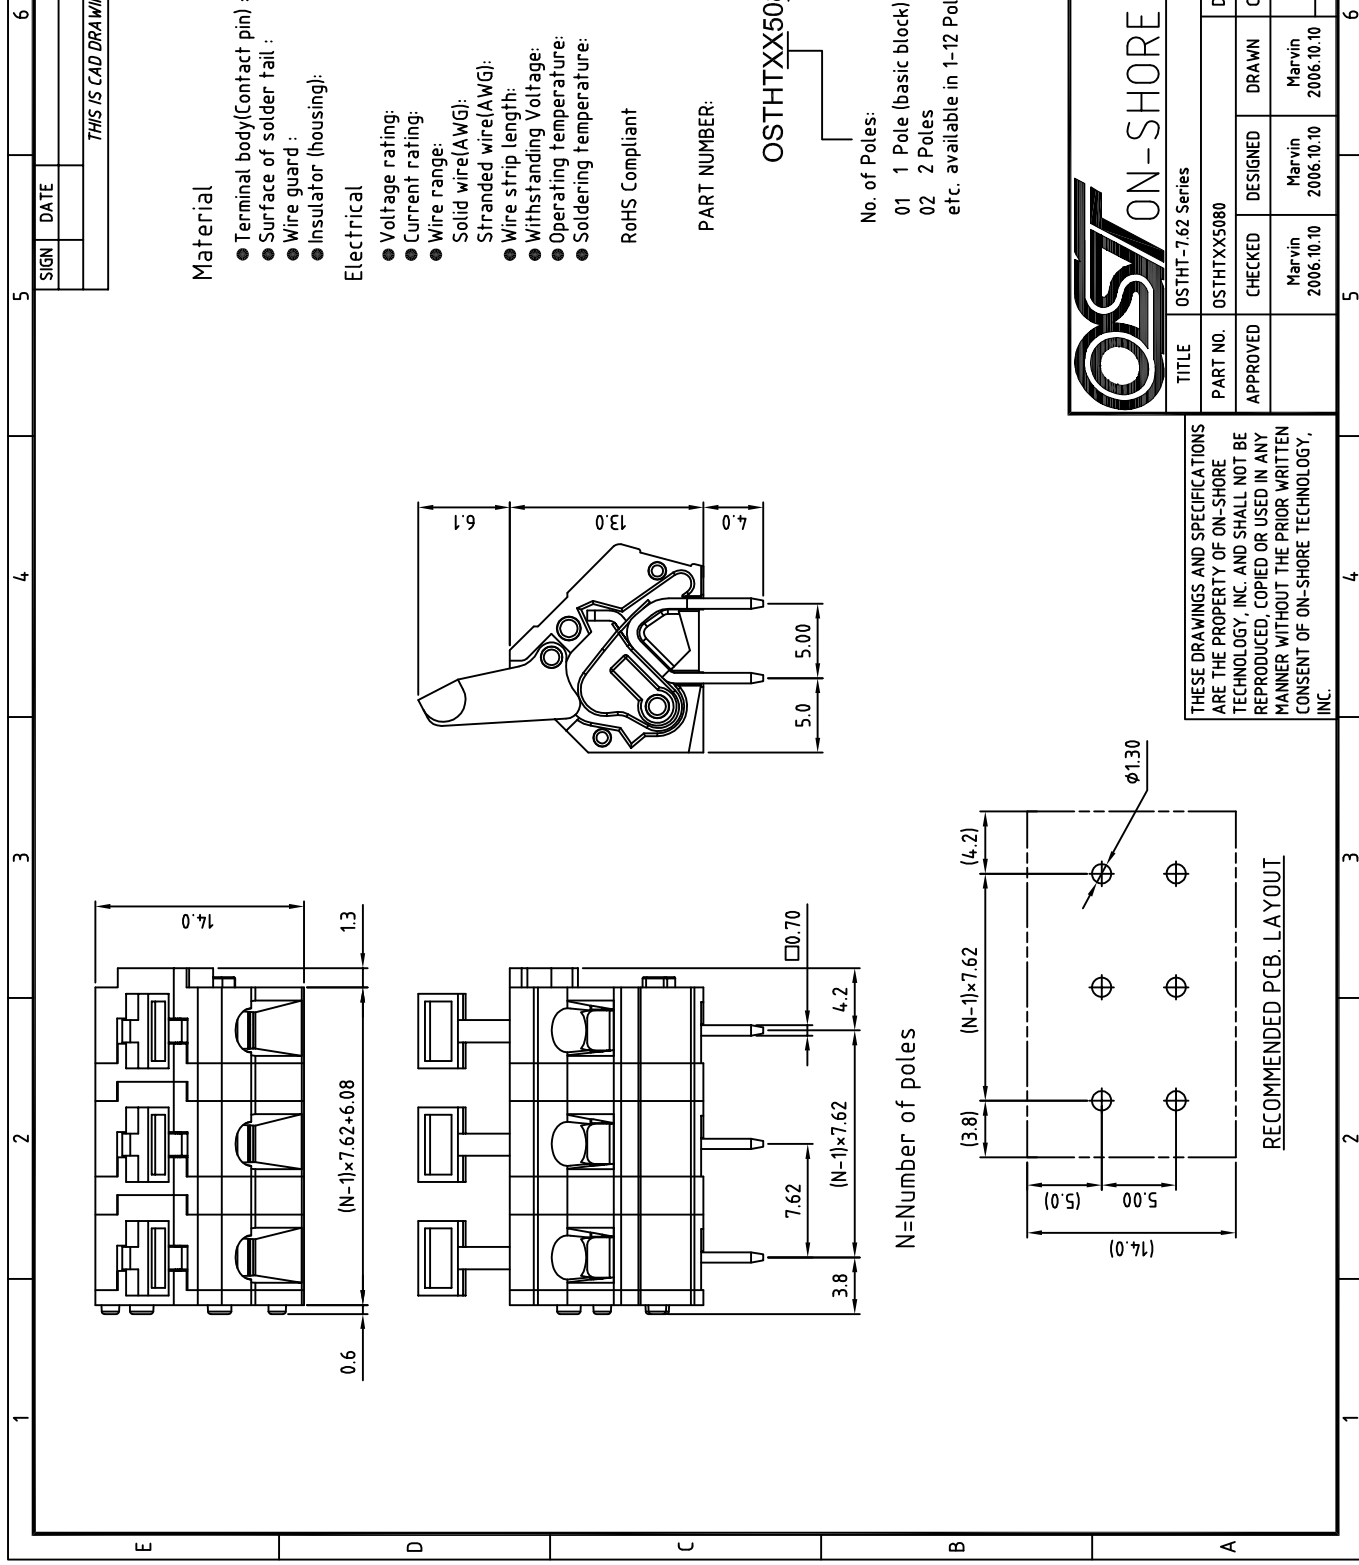 1
2
3
4
5
6
SIGN DATE
THIS IS CAD DRAWI
E
D
C
B
A
14.0
1.3
(N-1)×7.62+6.08
0.6
□0.70
4.2
(N-1)×7.62
7.62
3.8
6.1
13.0
4.0
5.00
5.0
N=Number of poles
(4.2)
(N-1)×7.62
(3.8)
ø1.30
(5.0)
5.00
(14.0)
RECOMMENDED PCB. LAYOUT
Material
Terminal body(Contact pin) :
Surface of solder tail :
Wire guard :
Insulator (housing):
Electrical
Voltage rating:
Current rating:
Wire range:
Solid wire(AWG):
Stranded wire(AWG):
Wire strip length:
Withstanding Voltage:
Operating temperature:
Soldering temperature:
RoHS Compliant
PART NUMBER:
OSTHTXX50
No. of Poles:
01 1 Pole (basic block)
02 2 Poles
etc. available in 1-12 Pol
THESE DRAWINGS AND SPECIFICATIONS
ARE THE PROPERTY OF ON-SHORE
TECHNOLOGY, INC. AND SHALL NOT BE
REPRODUCED, COPIED OR USED IN ANY
MANNER WITHOUT THE PRIOR WRITTEN
CONSENT OF ON-SHORE TECHNOLOGY,
INC.
OST ON-SHORE
TITLE OSTHT-7.62 Series
PART NO. OSTHTXX5080
APPROVED CHECKED DESIGNED DRAWN
Marvin Marvin Marvin
2006.10.10 2006.10.10 2006.10.10
1
2
3
4
5
6